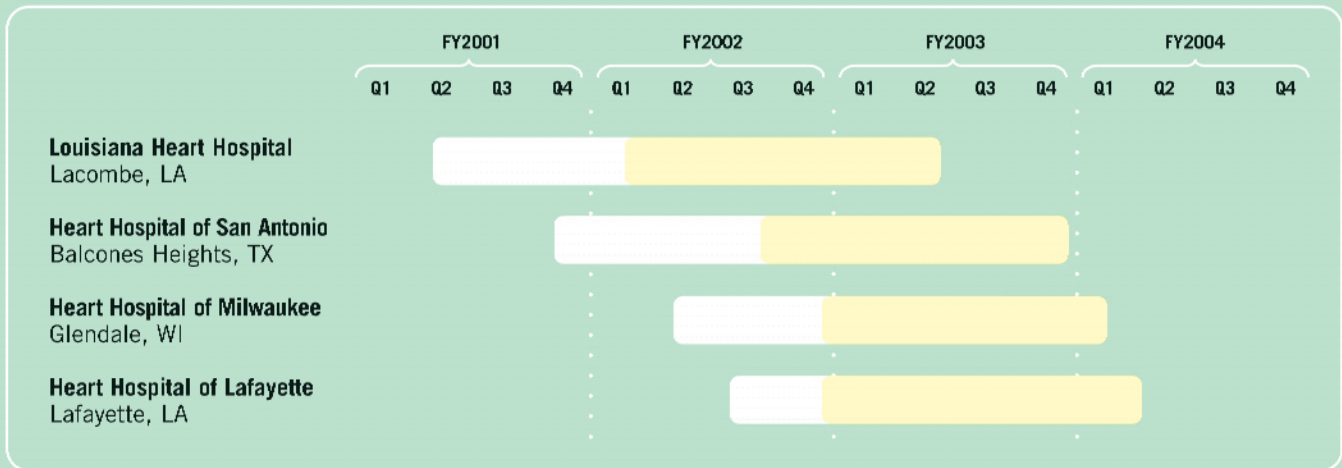 FY2001 FY2002 FY2003 FY2004
Q1 Q2 Q3 Q4 Q1 Q2 Q3 Q4 Q1 Q2 Q3 Q4 Q1 Q2 Q3 Q4
Louisiana Heart Hospital
Lacombe, LA
Heart Hospital of San Antonio
Balcones Heights, TX
Heart Hospital of Milwaukee
Glendale, WI
Heart Hospital of Lafayette
Lafayette, LA